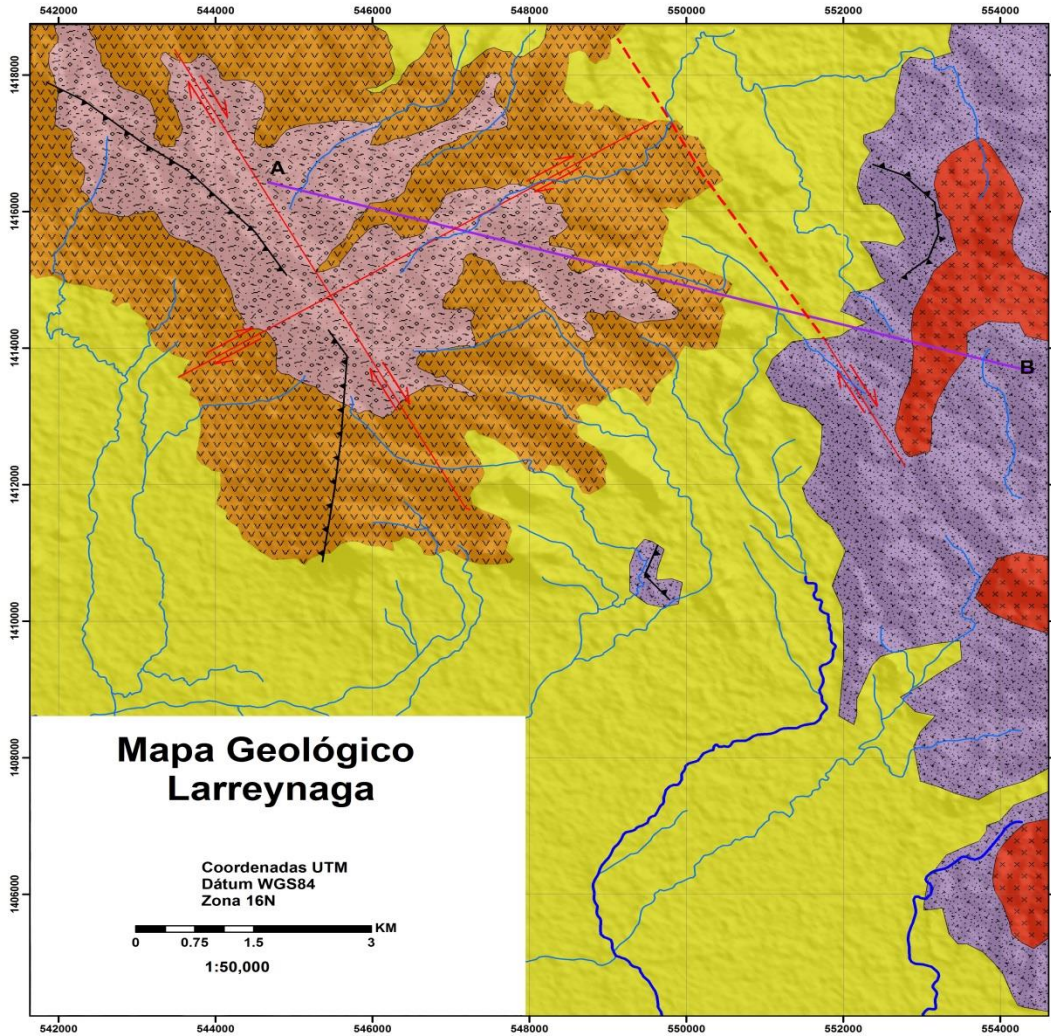 542000 544000 546000 548000 550000 552000 554000
1418000
1416000
1414000
1412000
1410000
1408000
1406000
A
B
Mapa Geológico
Larreynaga
Coordenadas UTM
Dátum WGS84
Zona 16N
KM
0 0.75 1.5 3
1:50,000
542000 544000 546000 548000 550000 552000 554000